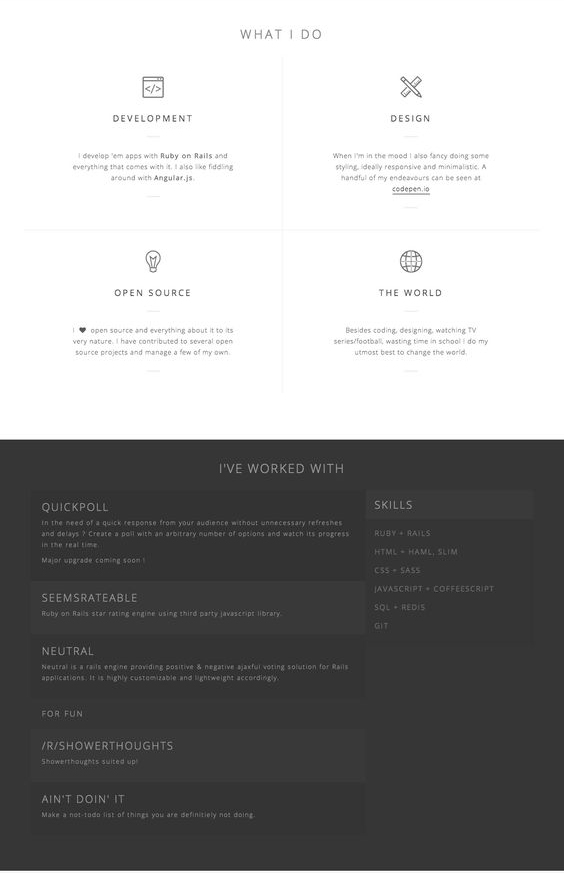 WHAT I DO
DEVELOPMENT
I develop 'em apps with Ruby on Rails and
everything that comes with it. I also like fiddling
around with Angular.js.
DESIGN
When I'm in the mood I also fancy doing some
styling, ideally responsive and minimalistic. A
handful of my endeavours can be seen at
codepen.io
OPEN SOURCE
I ♥ open source and everything about it to its
very nature. I have contributed to several open
source projects and manage a few of my own.
THE WORLD
Besides coding, designing, watching TV
series/football, wasting time in school I do my
utmost best to change the world.
I'VE WORKED WITH
QUICKPOLL
In the need of a quick response from your audience without unnecessary refreshes
and delays ? Create a poll with an arbitrary number of options and watch its progress
in the real time.
Major upgrade coming soon !
SEEMSRATEABLE
Ruby on Rails star rating engine using third party javascript library.
NEUTRAL
Neutral is a rails engine providing positive & negative ajaxful voting solution for Rails
applications. It is highly customizable and lightweight accordingly.
FOR FUN
/R/SHOWERTHOUGHTS
Showerthoughts suited up!
AIN'T DOIN' IT
Make a not-todo list of things you are definitiely not doing.
SKILLS
RUBY + RAILS
HTML + HAML, SLIM
CSS + SASS
JAVASCRIPT + COFFEESCRIPT
SQL + REDIS
GIT